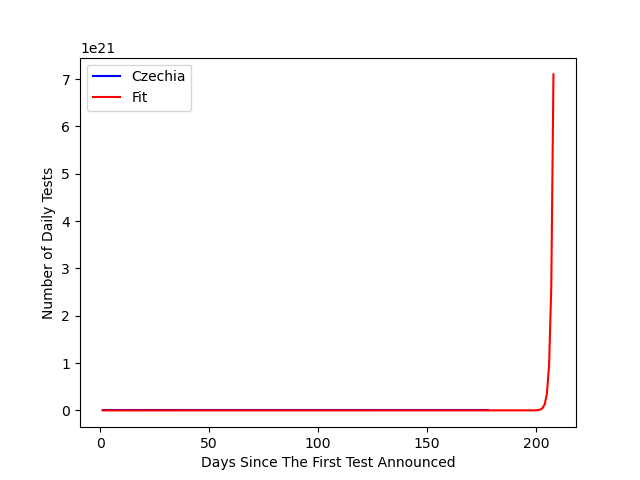 1e21
7
6
5
4
3
2
1
0
Number of Daily Tests
Czechia
Fit
0 50 100 150 200
Days Since The First Test Announced